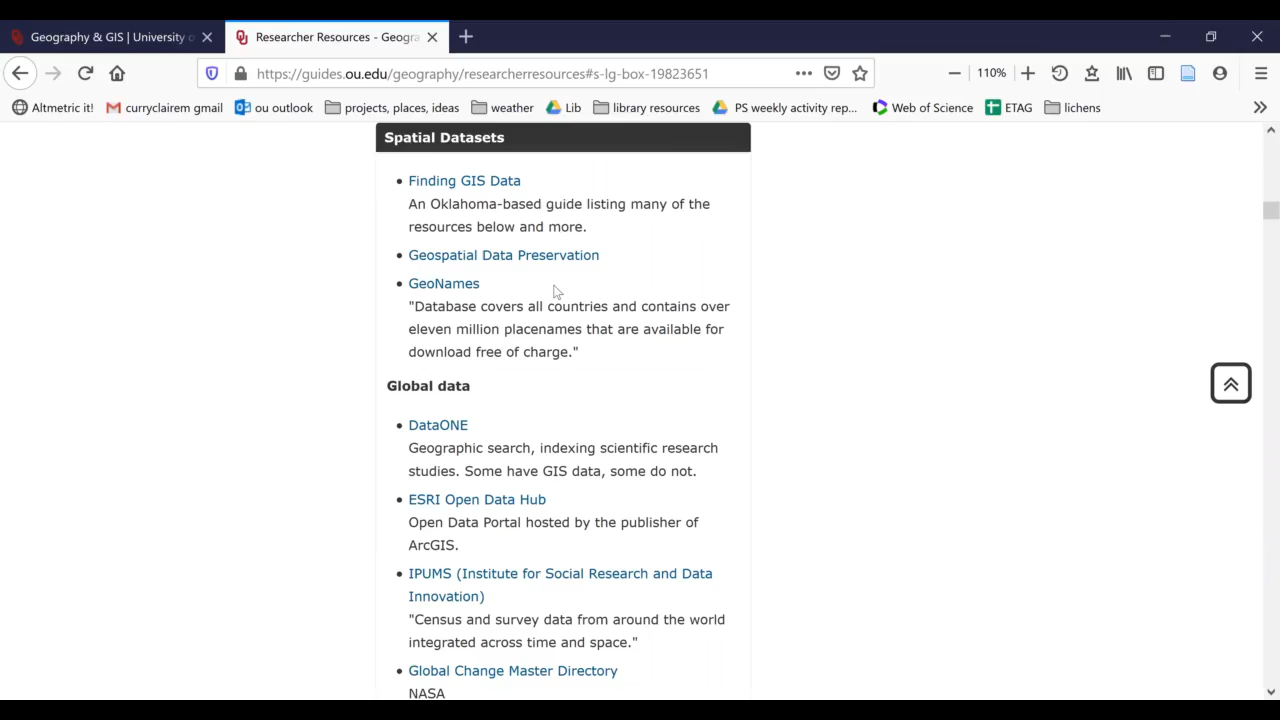 Geography & GIS | University o
Researcher Resources - Geogra
https://guides.ou.edu/geography/researcherresources#s-lg-box-19823651
110%
Altmetric it!
curryclairem gmail
ou outlook
projects, places, ideas
weather
Lib
library resources
PS weekly activity rep...
Web of Science
ETAG
lichens
Spatial Datasets
Finding GIS Data
An Oklahoma-based guide listing many of the
resources below and more.
Geospatial Data Preservation
GeoNames
"Database covers all countries and contains over
eleven million placenames that are available for
download free of charge."
Global data
DataONE
Geographic search, indexing scientific research
studies. Some have GIS data, some do not.
ESRI Open Data Hub
Open Data Portal hosted by the publisher of
ArcGIS.
IPUMS (Institute for Social Research and Data
Innovation)
"Census and survey data from around the world
integrated across time and space."
Global Change Master Directory
NASA